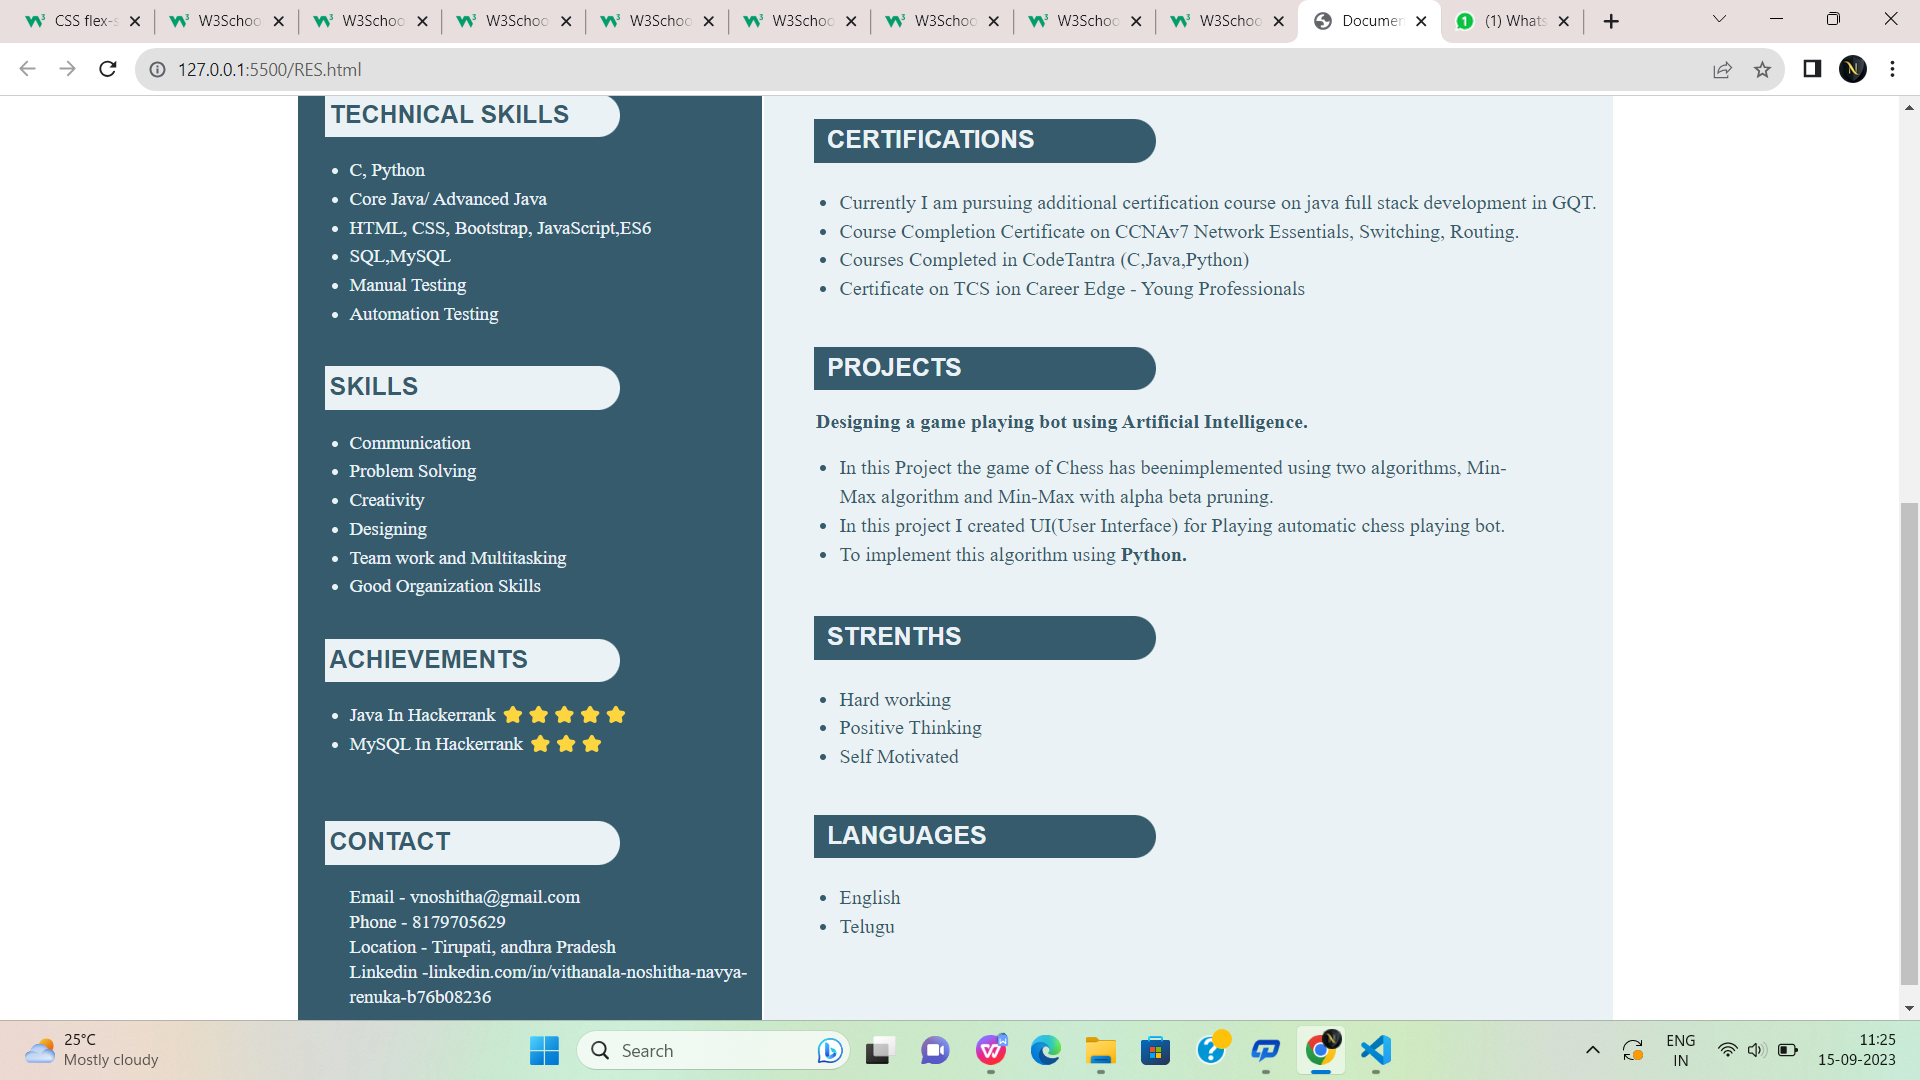 CSS flex-s
W3Schoo
W3Schoo
W3Schoo
W3Schoo
W3Schoo
W3Schoo
W3Schoo
W3Schoo
Documen
(1) Whats
127.0.0.1:5500/RES.html
TECHNICAL SKILLS
C, Python
Core Java/ Advanced Java
HTML, CSS, Bootstrap, JavaScript,ES6
SQL,MySQL
Manual Testing
Automation Testing
SKILLS
Communication
Problem Solving
Creativity
Designing
Team work and Multitasking
Good Organization Skills
ACHIEVEMENTS
Java In Hackerrank ⭐⭐⭐⭐⭐
MySQL In Hackerrank ⭐⭐⭐
CONTACT
Email - vnoshitha@gmail.com
Phone - 8179705629
Location - Tirupati, andhra Pradesh
Linkedin -linkedin.com/in/vithanala-noshitha-navya-
renuka-b76b08236
CERTIFICATIONS
Currently I am pursuing additional certification course on java full stack development in GQT.
Course Completion Certificate on CCNAv7 Network Essentials, Switching, Routing.
Courses Completed in CodeTantra (C,Java,Python)
Certificate on TCS ion Career Edge - Young Professionals
PROJECTS
Designing a game playing bot using Artificial Intelligence.
In this Project the game of Chess has beenimplemented using two algorithms, Min-
Max algorithm and Min-Max with alpha beta pruning.
In this project I created UI(User Interface) for Playing automatic chess playing bot.
To implement this algorithm using Python.
STRENTHS
Hard working
Positive Thinking
Self Motivated
LANGUAGES
English
Telugu
25°C
Mostly cloudy
Search
ENG
IN
11:25
15-09-2023